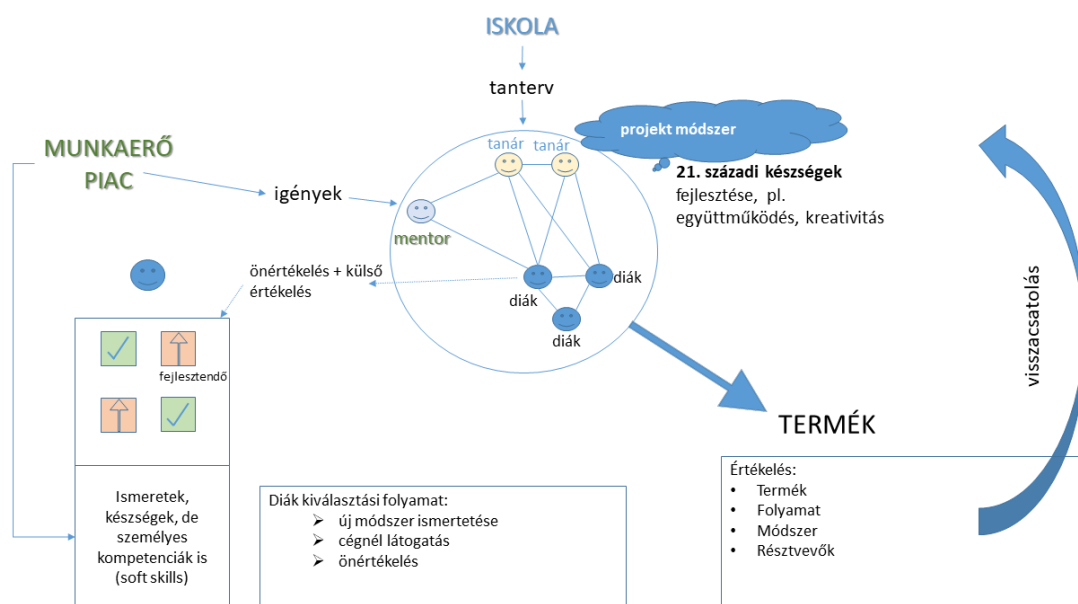 ISKOLA
tanterv
projekt módszer
tanár
tanár
MUNKAERŐ
PIAC
igények
21. századi készségek
fejlesztése, pl.
együttműködés, kreativitás
mentor
önértékelés + külső
értékelés
diák
diák
diák
visszacsatolás
fejlesztendő
TERMÉK
Ismeretek,
készségek, de
személyes
kompetenciák is
(soft skills)
Diák kiválasztási folyamat:
➢ új módszer ismertetése
➢ cégnél látogatás
➢ önértékelés
Értékelés:
• Termék
• Folyamat
• Módszer
• Résztvevők